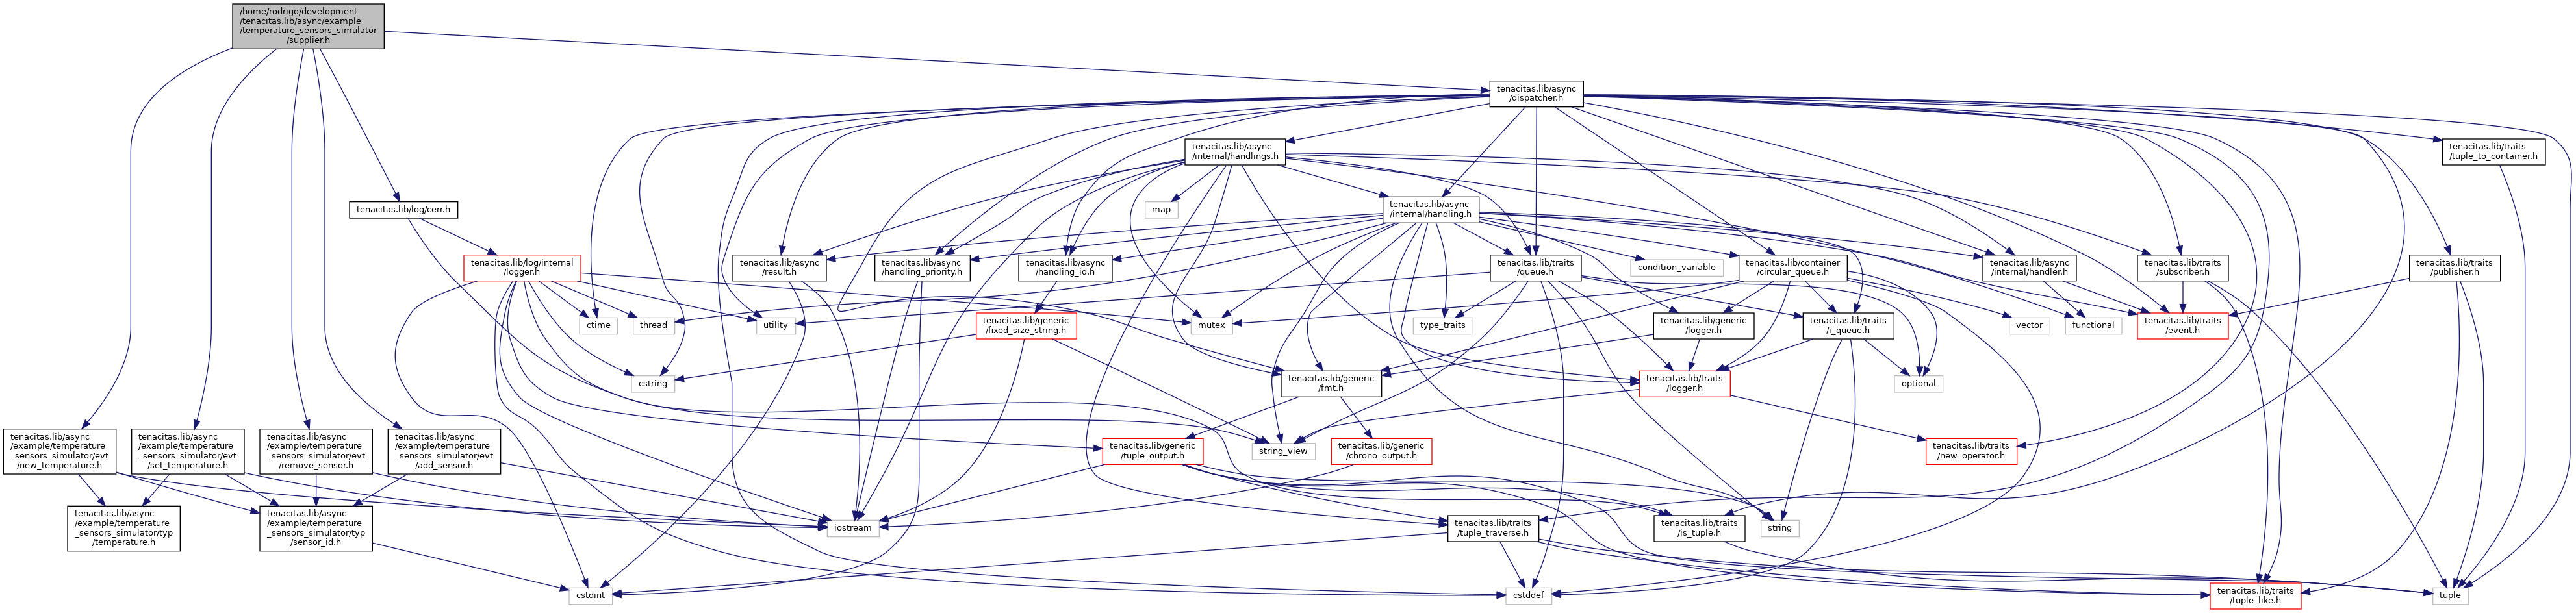 /home/rodrigo/development
/tenacitas.lib/async/example
/temperature_sensors_simulator
/supplier.h
tenacitas.lib/async
/dispatcher.h
tenacitas.lib/async
/internal/handlings.h
tenacitas.lib/traits
/tuple_to_container.h
tenacitas.lib/log/cerr.h
map
tenacitas.lib/async
/internal/handling.h
tenacitas.lib/log/internal
/logger.h
tenacitas.lib/async
/result.h
tenacitas.lib/async
/handling_priority.h
tenacitas.lib/async
/handling_id.h
tenacitas.lib/traits
/queue.h
condition_variable
tenacitas.lib/container
/circular_queue.h
tenacitas.lib/async
/internal/handler.h
tenacitas.lib/traits
/subscriber.h
tenacitas.lib/traits
/publisher.h
ctime
thread
utility
tenacitas.lib/generic
/fixed_size_string.h
mutex
type_traits
tenacitas.lib/generic
/logger.h
tenacitas.lib/traits
/i_queue.h
vector
functional
tenacitas.lib/traits
/event.h
cstring
tenacitas.lib/generic
/fmt.h
tenacitas.lib/traits
/logger.h
optional
tenacitas.lib/async
/example/temperature
_sensors_simulator/evt
/new_temperature.h
tenacitas.lib/async
/example/temperature
_sensors_simulator/evt
/set_temperature.h
tenacitas.lib/async
/example/temperature
_sensors_simulator/evt
/remove_sensor.h
tenacitas.lib/async
/example/temperature
_sensors_simulator/evt
/add_sensor.h
tenacitas.lib/generic
/tuple_output.h
string_view
tenacitas.lib/generic
/chrono_output.h
tenacitas.lib/traits
/new_operator.h
tenacitas.lib/async
/example/temperature
_sensors_simulator/typ
/temperature.h
tenacitas.lib/async
/example/temperature
_sensors_simulator/typ
/sensor_id.h
iostream
tenacitas.lib/traits
/tuple_traverse.h
tenacitas.lib/traits
/is_tuple.h
string
cstdint
cstddef
tenacitas.lib/traits
/tuple_like.h
tuple